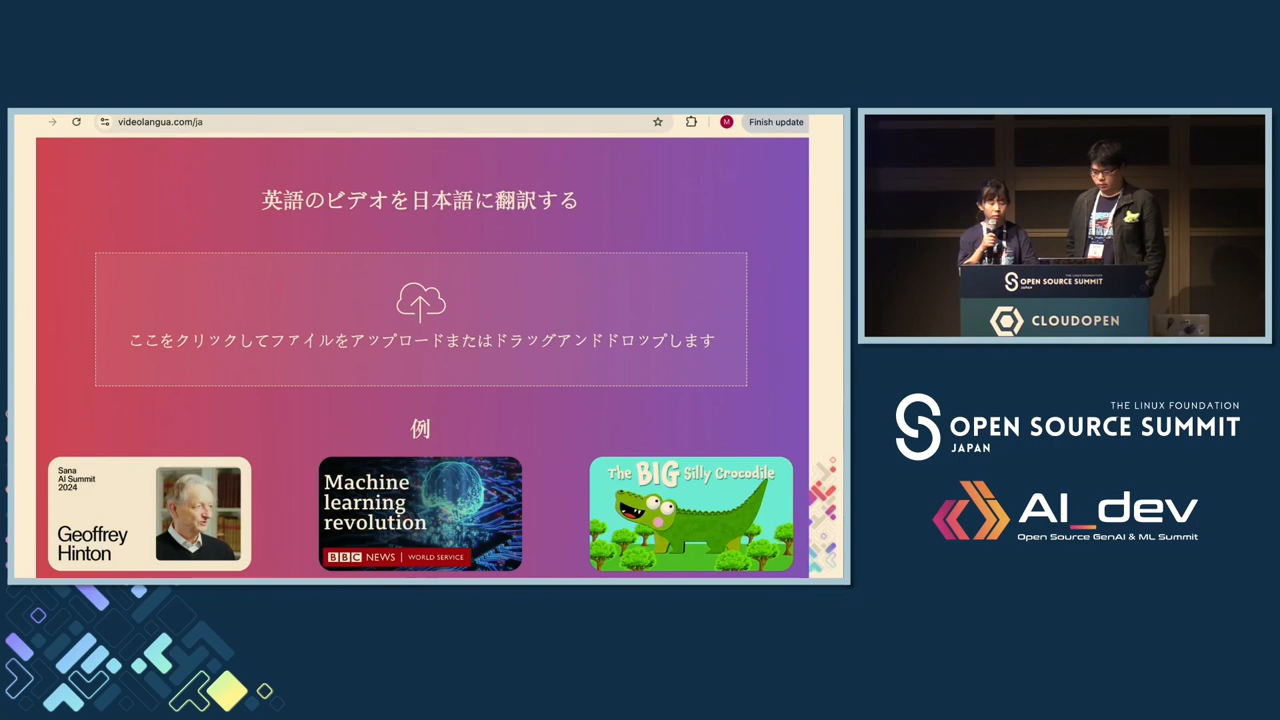 videolangua.com/ja
M
Finish update
英語のビデオを日本語に翻訳する
ここをクリックしてファイルをアップロードまたはドラッグアンドドロップします
例
Sana
AI Summit
2024
Geoffrey
Hinton
Machine
learning
revolution
BBC NEWS | WORLD SERVICE
The BIG Silly Crocodile
THE LINUX FOUNDATION
OPEN SOURCE SUMMIT
JAPAN
CLOUDOPEN
THE LINUX FOUNDATION
OPEN SOURCE SUMMIT
JAPAN
AI_dev
Open Source GenAI & ML Summit